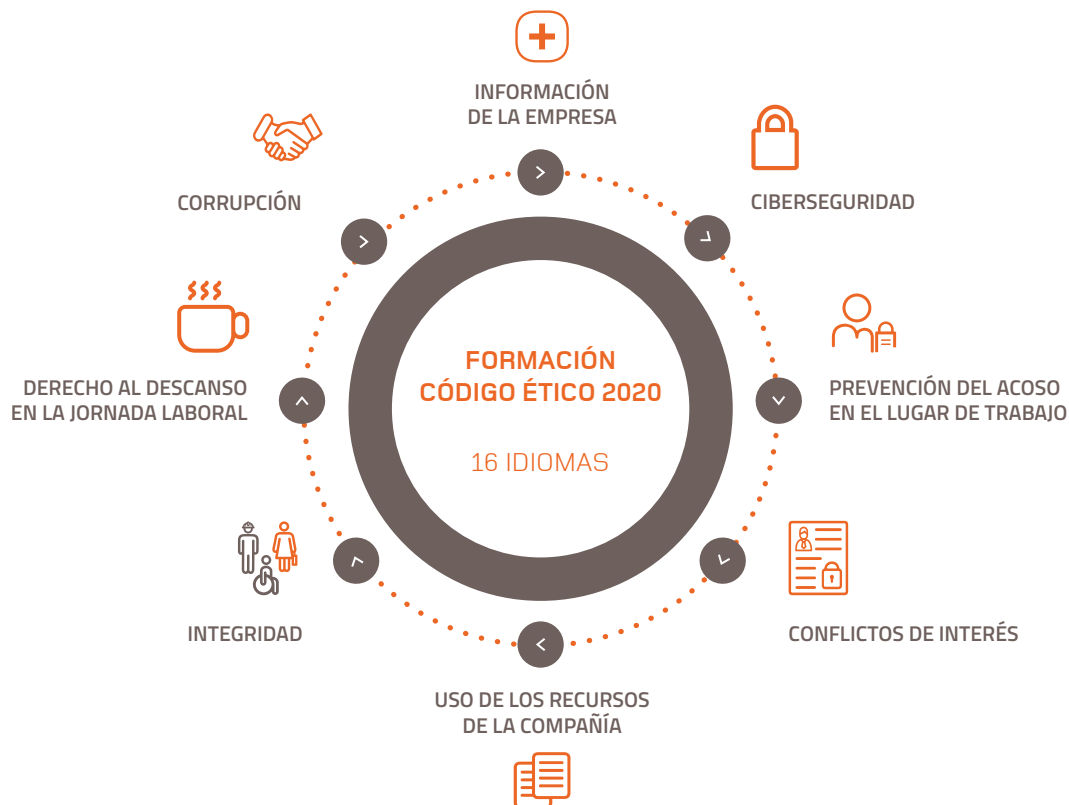 INFORMACIÓN
DE LA EMPRESA
CIBERSEGURIDAD
PREVENCIÓN DEL ACOSO
EN EL LUGAR DE TRABAJO
CONFLICTOS DE INTERÉS
USO DE LOS RECURSOS
DE LA COMPAÑÍA
INTEGRIDAD
DERECHO AL DESCANSO
EN LA JORNADA LABORAL
CORRUPCIÓN
FORMACIÓN
CÓDIGO ÉTICO 2020
16 IDIOMAS